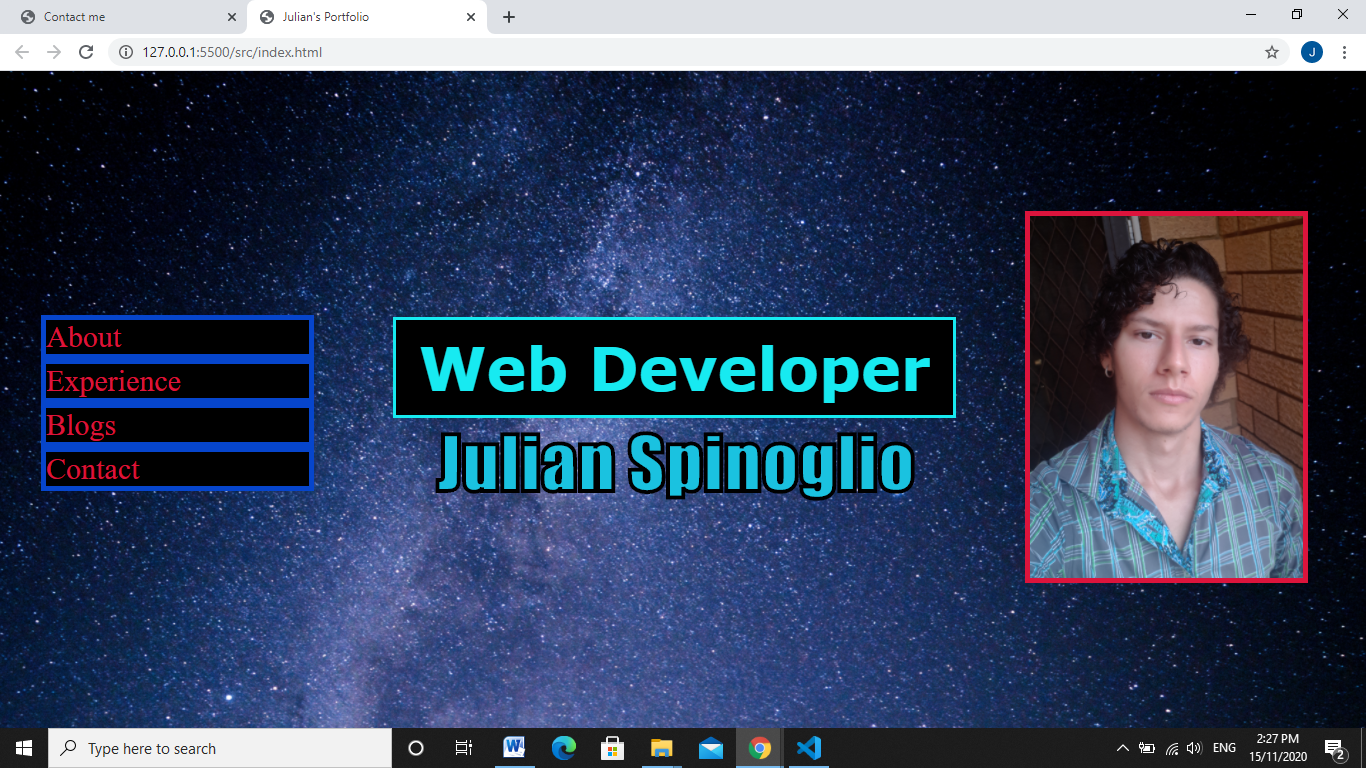 Contact me
Julian's Portfolio
127.0.0.1:5500/src/index.html
J
About
Experience
Blogs
Contact
Web Developer
Julian Spinoglio
Type here to search
W
ENG
2:27 PM
15/11/2020
2